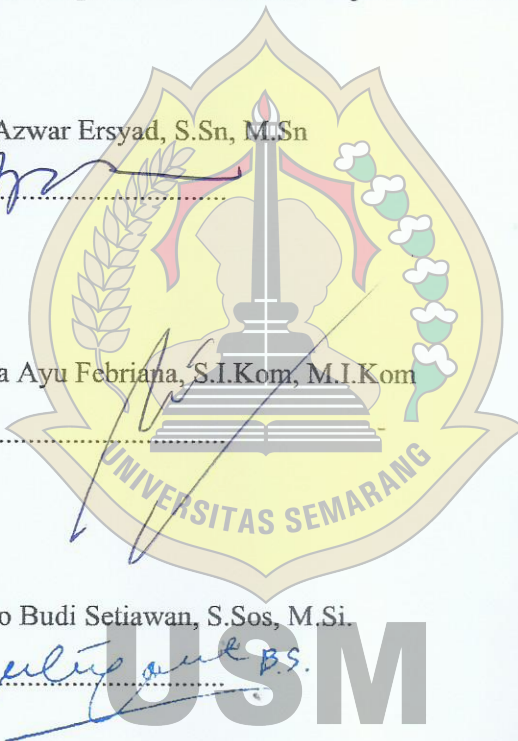 Azwar Ersyad, S.Sn, M.Sn
a Ayu Febriana, S.I.Kom, M.I.Kom
UNIVERSITAS SEMARANG
o Budi Setiawan, S.Sos, M.Si.
B.S.
USM